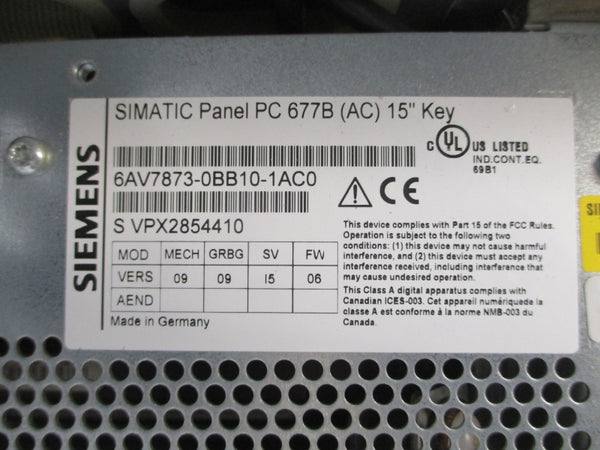 SIEMENS
SIMATIC Panel PC 677B (AC) 15" Key
C UL US LISTED
IND.CONT.EQ.
69B1
6AV7873-0BB10-1AC0
CE
S VPX2854410
MOD MECH GRBG SV FW
VERS 09 09 I5 06
AEND
Made in Germany
This device complies with Part 15 of the FCC Rules.
Operation is subject to the following two
conditions: (1) this device may not cause harmful
interference, and (2) this device must accept any
interference received, including interference that
may cause undesired operation.
This Class A digital apparatus complies with
Canadian ICES-003. Cet appareil numériquede la
classe A est conforme à la norme NMB-003 du
Canada.